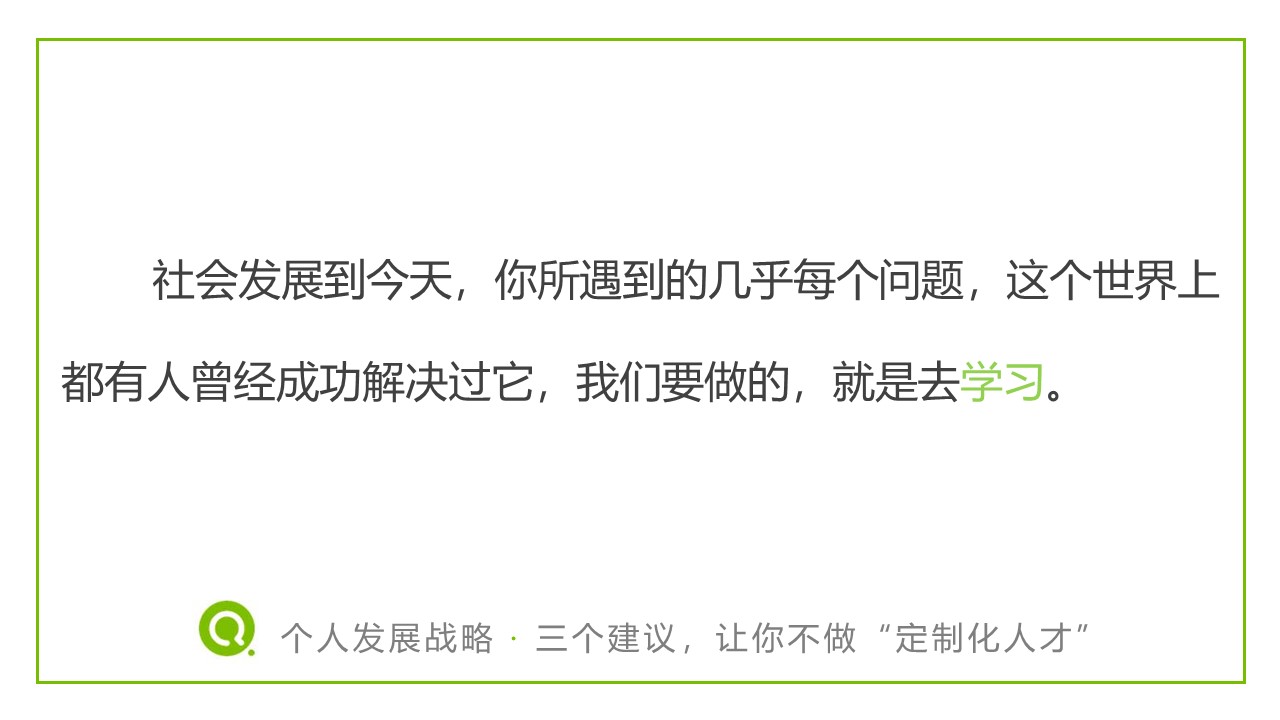 社会发展到今天，你所遇到的几乎每个问题，这个世界上
都有人曾经成功解决过它，我们要做的，就是去学习。
个人发展战略 · 三个建议，让你不做“定制化人才”